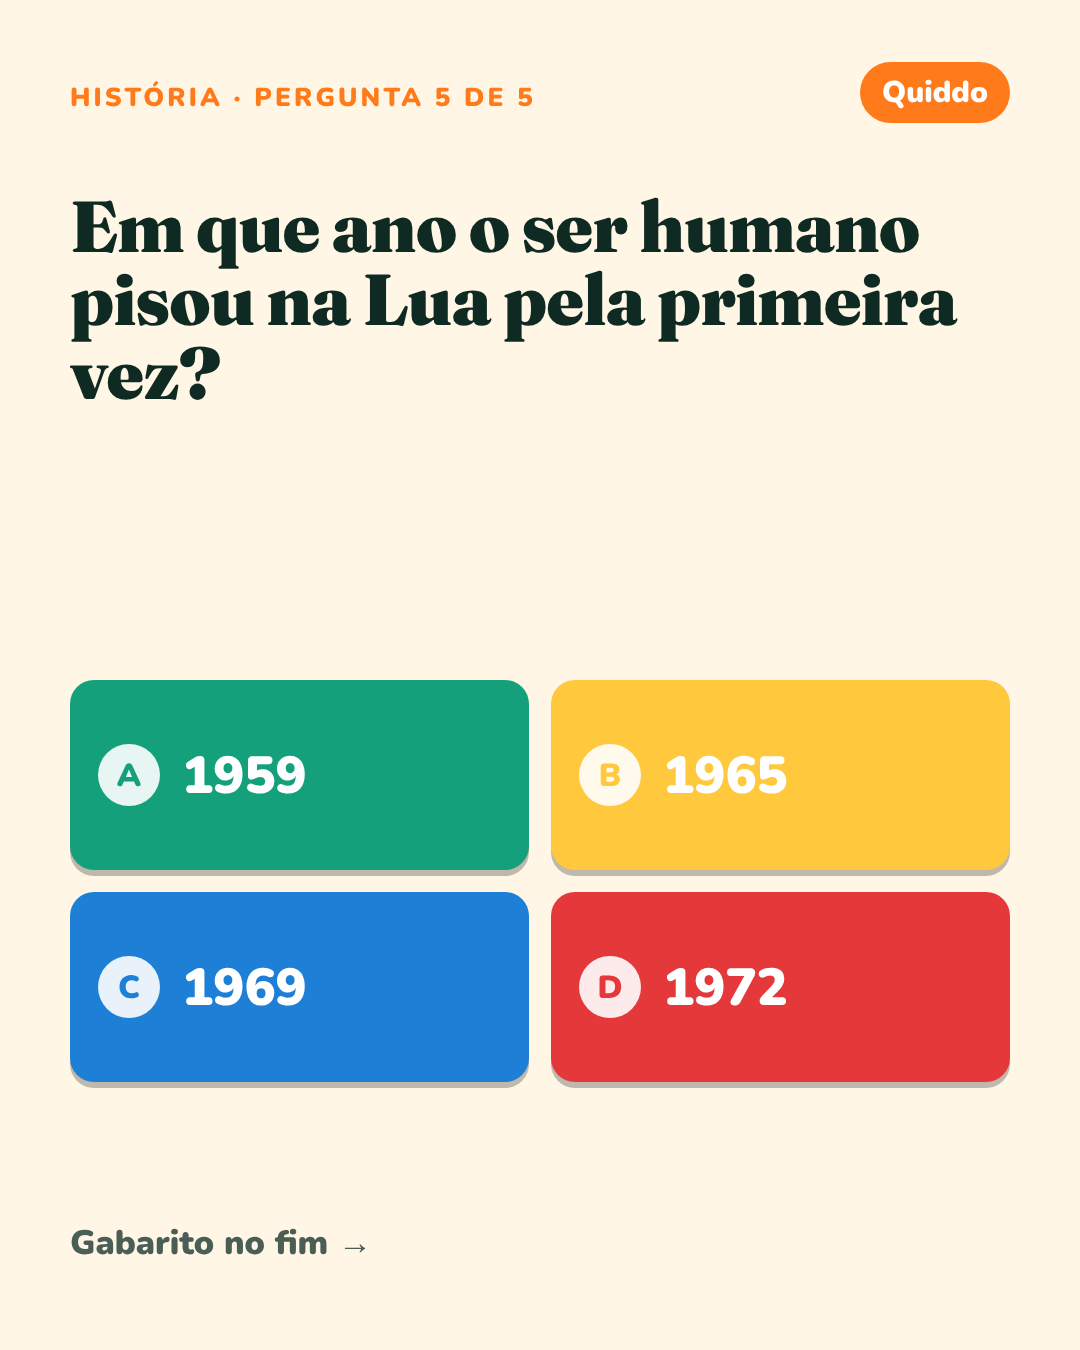 HISTÓRIA · PERGUNTA 5 DE 5
Quiddo
Em que ano o ser humano
pisou na Lua pela primeira
vez?
A 1959
B 1965
C 1969
D 1972
Gabarito no fim →